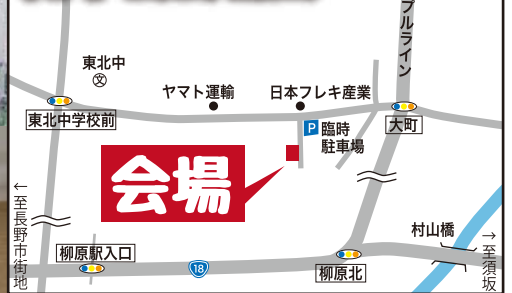 プルライン
東北中
文
ヤマト運輸
日本フレキ産業
東北中学校前
大町
P
臨時
駐車場
会場
←至長野市街地
柳原駅入口
18
柳原北
村山橋
→至須坂